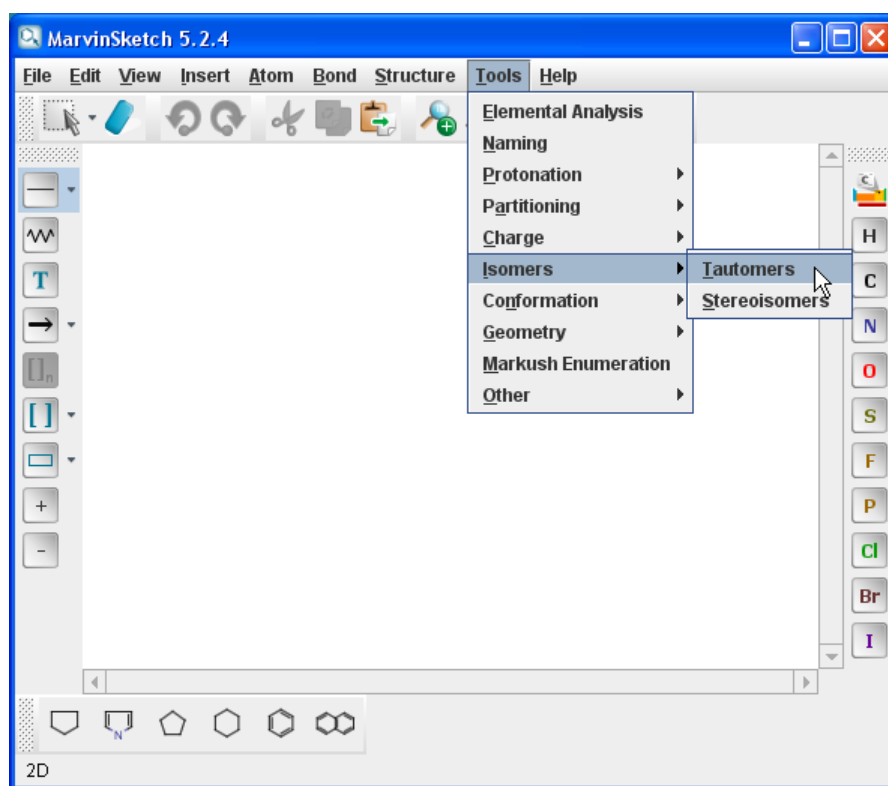 MarvinSketch 5.2.4
File Edit View Insert Atom Bond Structure Tools Help
Elemental Analysis
Naming
Protonation
Partitioning
Charge
Isomers
Tautomers
Stereoisomers
Conformation
Geometry
Markush Enumeration
Other
T
[ ]n
[ ]
+
-
H
C
N
O
S
F
P
Cl
Br
I
N
2D